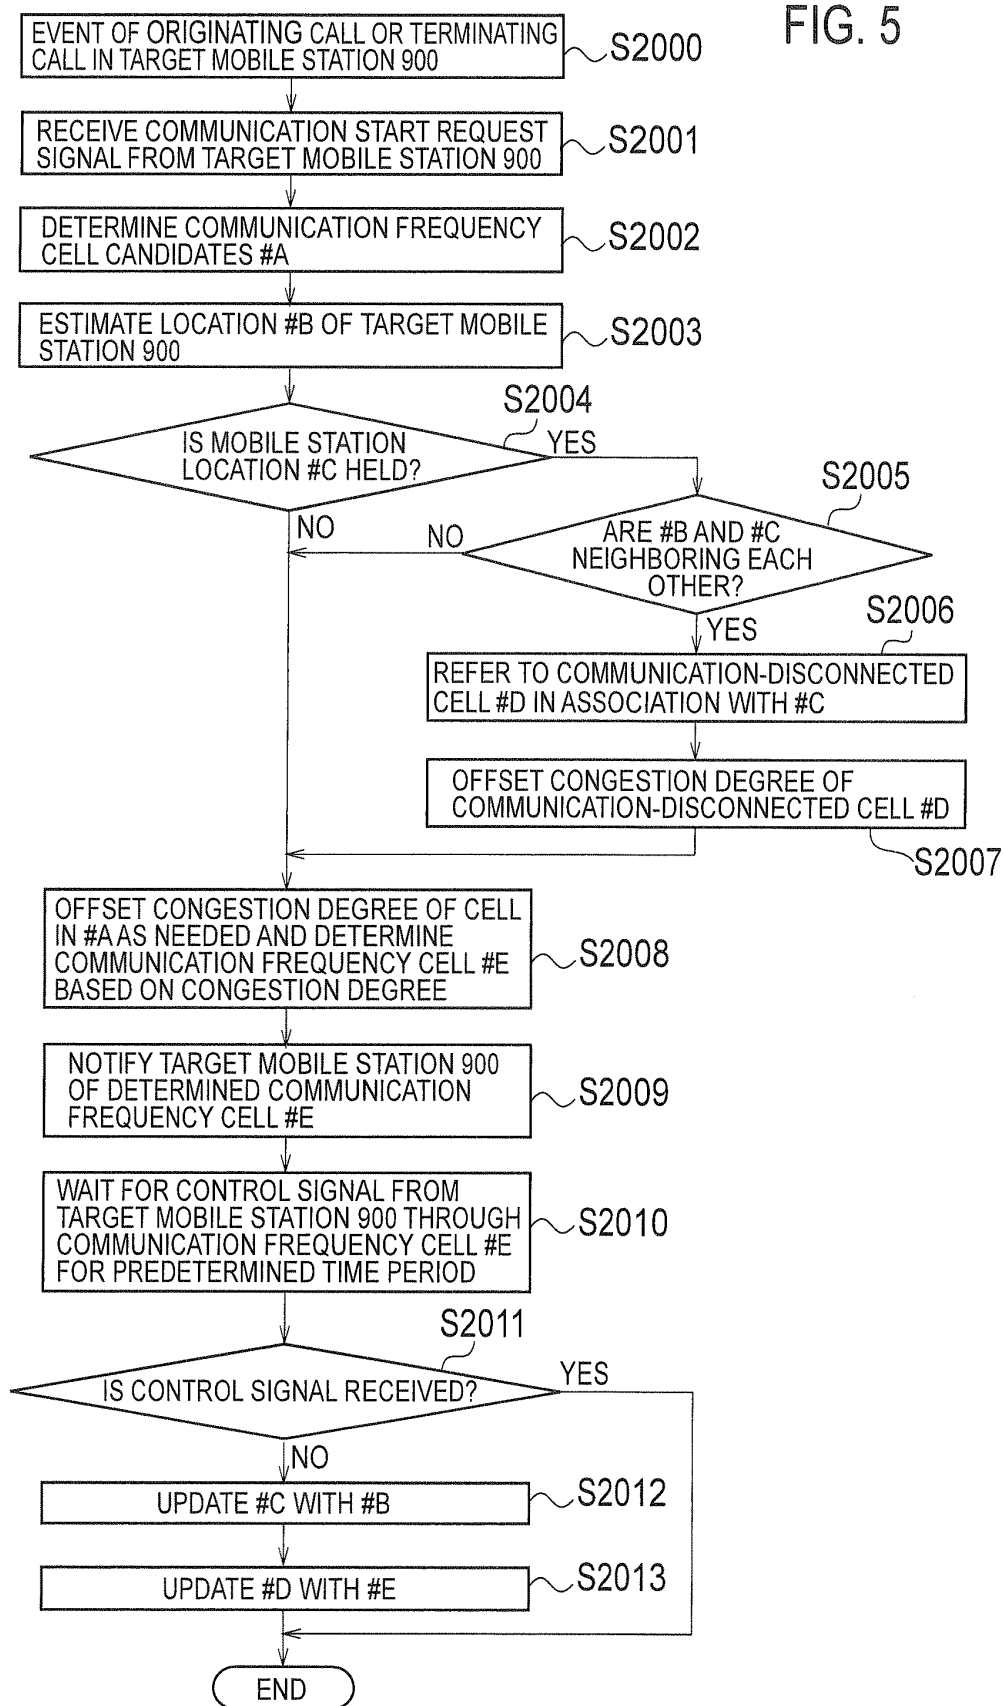 FIG. 5
EVENT OF ORIGINATING CALL OR TERMINATING
CALL IN TARGET MOBILE STATION 900
S2000
RECEIVE COMMUNICATION START REQUEST
SIGNAL FROM TARGET MOBILE STATION 900
S2001
DETERMINE COMMUNICATION FREQUENCY
CELL CANDIDATES #A
S2002
ESTIMATE LOCATION #B OF TARGET MOBILE
STATION 900
S2003
S2004
IS MOBILE STATION
LOCATION #C HELD?
YES
NO
S2005
ARE #B AND #C
NEIGHBORING EACH
OTHER?
NO
YES
S2006
REFER TO COMMUNICATION-DISCONNECTED
CELL #D IN ASSOCIATION WITH #C
OFFSET CONGESTION DEGREE OF
COMMUNICATION-DISCONNECTED CELL #D
S2007
OFFSET CONGESTION DEGREE OF CELL
IN #A AS NEEDED AND DETERMINE
COMMUNICATION FREQUENCY CELL #E
BASED ON CONGESTION DEGREE
S2008
NOTIFY TARGET MOBILE STATION 900
OF DETERMINED COMMUNICATION
FREQUENCY CELL #E
S2009
WAIT FOR CONTROL SIGNAL FROM
TARGET MOBILE STATION 900 THROUGH
COMMUNICATION FREQUENCY CELL #E
FOR PREDETERMINED TIME PERIOD
S2010
S2011
IS CONTROL SIGNAL RECEIVED?
YES
NO
UPDATE #C WITH #B
S2012
UPDATE #D WITH #E
S2013
END